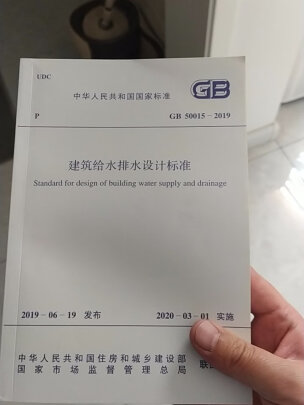 UDC
中华人民共和国国家标准
GB
P
GB 50015-2019
建筑给水排水设计标准
Standard for design of building water supply and drainage
2019-06-19 发布
2020-03-01 实施
中华人民共和国住房和城乡建设部
国家市场监督管理总局
联